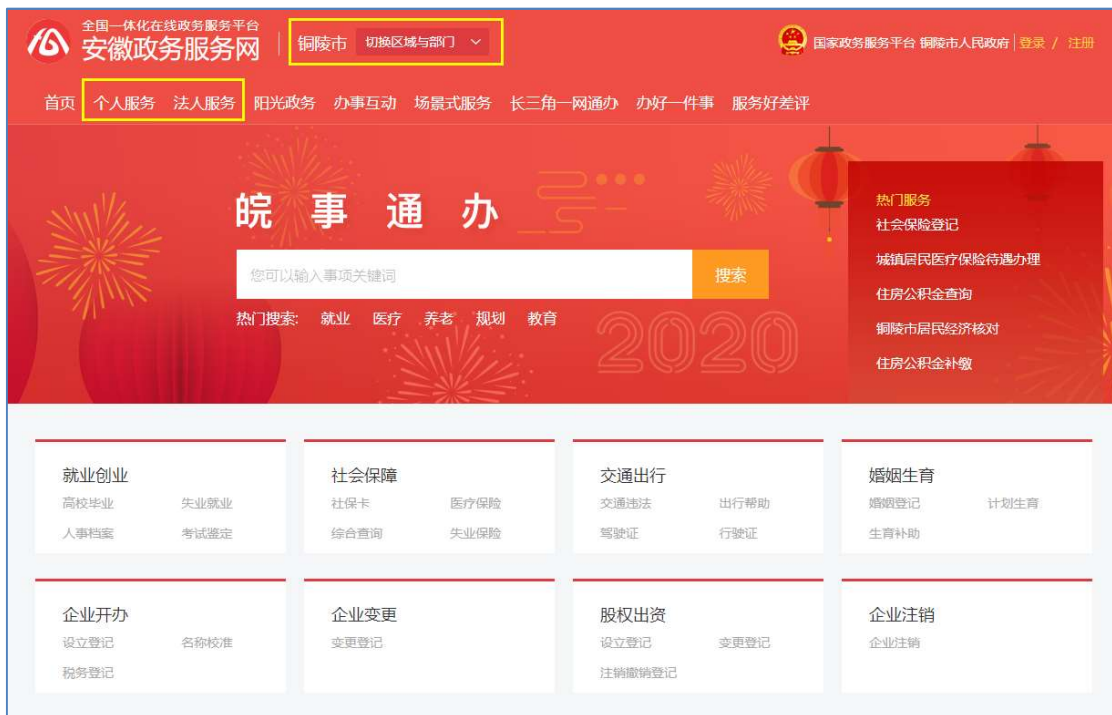 全国一体化在线政务服务平台
安徽政务服务网
铜陵市 切换区域与部门
国家政务服务平台 铜陵市人民政府 登录 / 注册
首页 个人服务 法人服务 阳光政务 办事互动 场景式服务 长三角一网通办 办好一件事 服务好差评
皖事通办
您可以输入事项关键词 搜索
热门搜索: 就业 医疗 养老 规划 教育
2020
热门服务
社会保险登记
城镇居民医疗保险待遇办理
住房公积金查询
铜陵市居民经济核对
住房公积金补缴
就业创业
高校毕业 失业就业
人事档案 考试鉴定
社会保障
社保卡 医疗保险
综合查询 失业保险
交通出行
交通违法 出行帮助
驾驶证 行驶证
婚姻生育
婚姻登记 计划生育
生育补助
企业开办
设立登记 名称校准
税务登记
企业变更
变更登记
股权出资
设立登记 变更登记
注销撤销登记
企业注销
企业注销